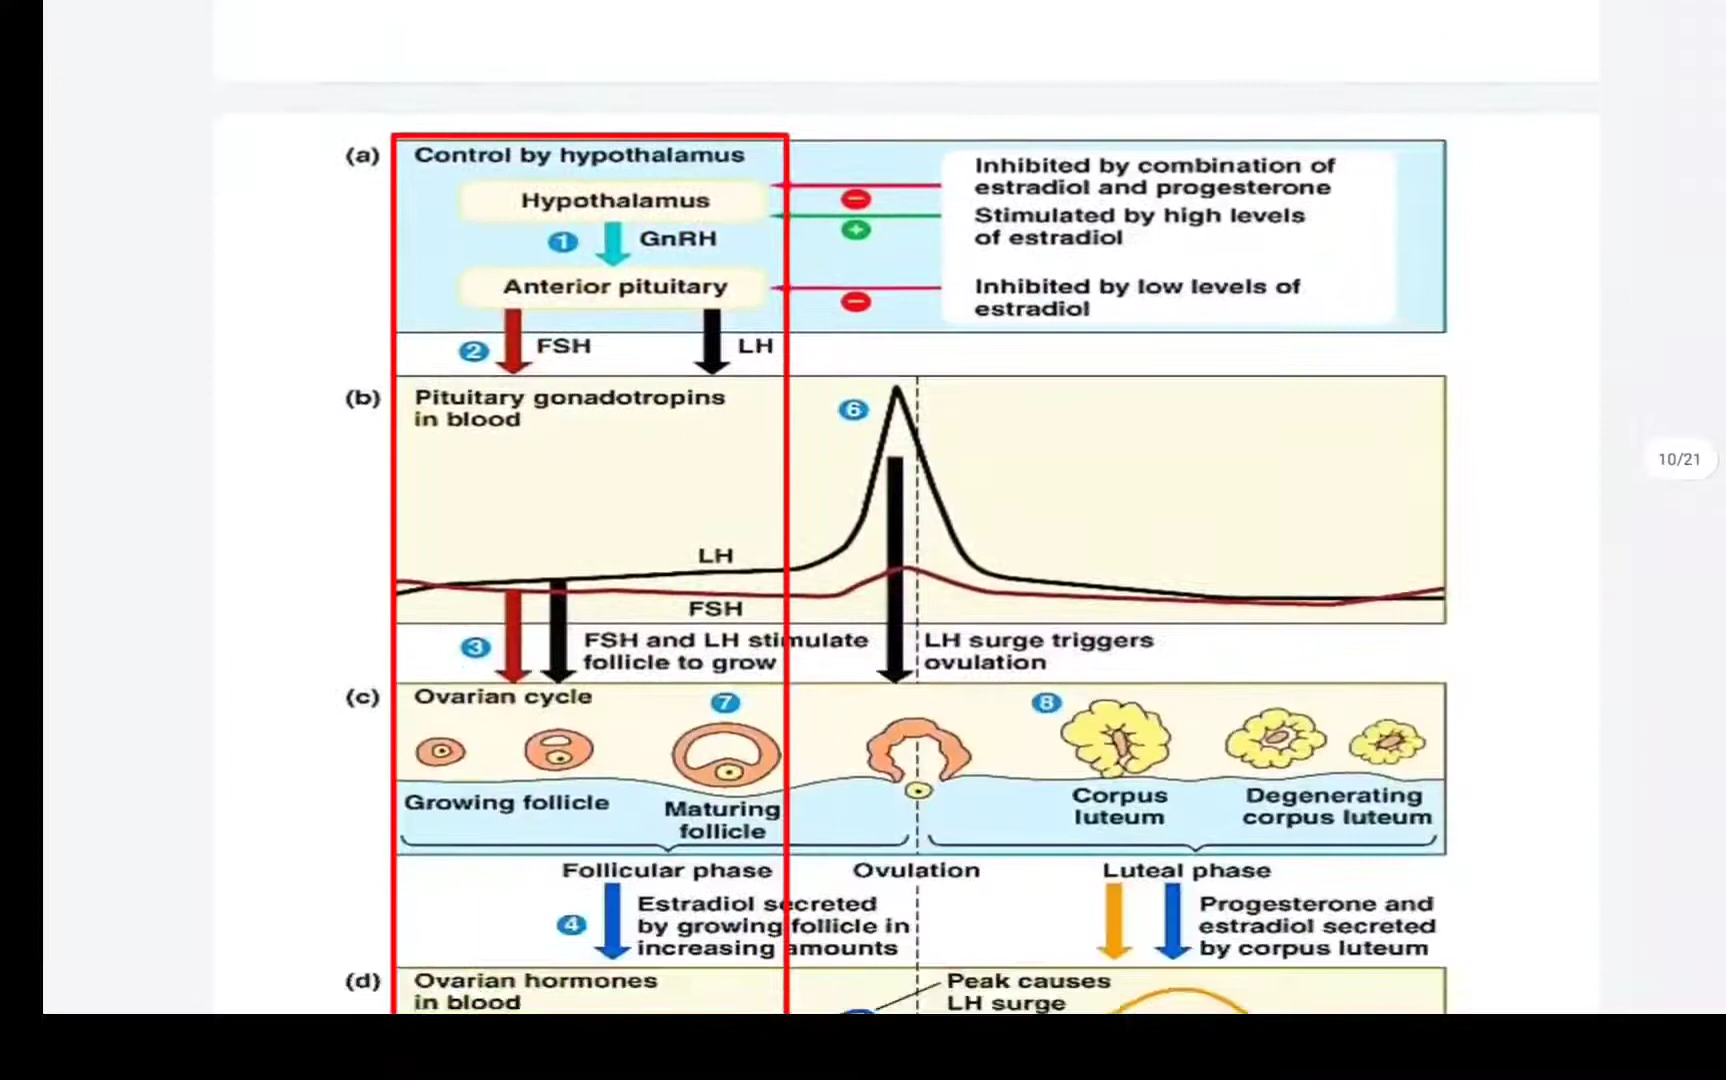 (a)
Control by hypothalamus
Hypothalamus
1
GnRH
Anterior pituitary
Inhibited by combination of
estradiol and progesterone
−
Stimulated by high levels
of estradiol
+
Inhibited by low levels of
estradiol
−
2
FSH
LH
(b)
Pituitary gonadotropins
in blood
6
LH
FSH
3
FSH and LH stimulate
follicle to grow
LH surge triggers
ovulation
(c)
Ovarian cycle
7
8
Growing follicle
Maturing
follicle
Corpus
luteum
Degenerating
corpus luteum
Follicular phase
Ovulation
Luteal phase
4
Estradiol secreted
by growing follicle in
increasing amounts
Progesterone and
estradiol secreted
by corpus luteum
(d)
Ovarian hormones
in blood
Peak causes
LH surge
10/21